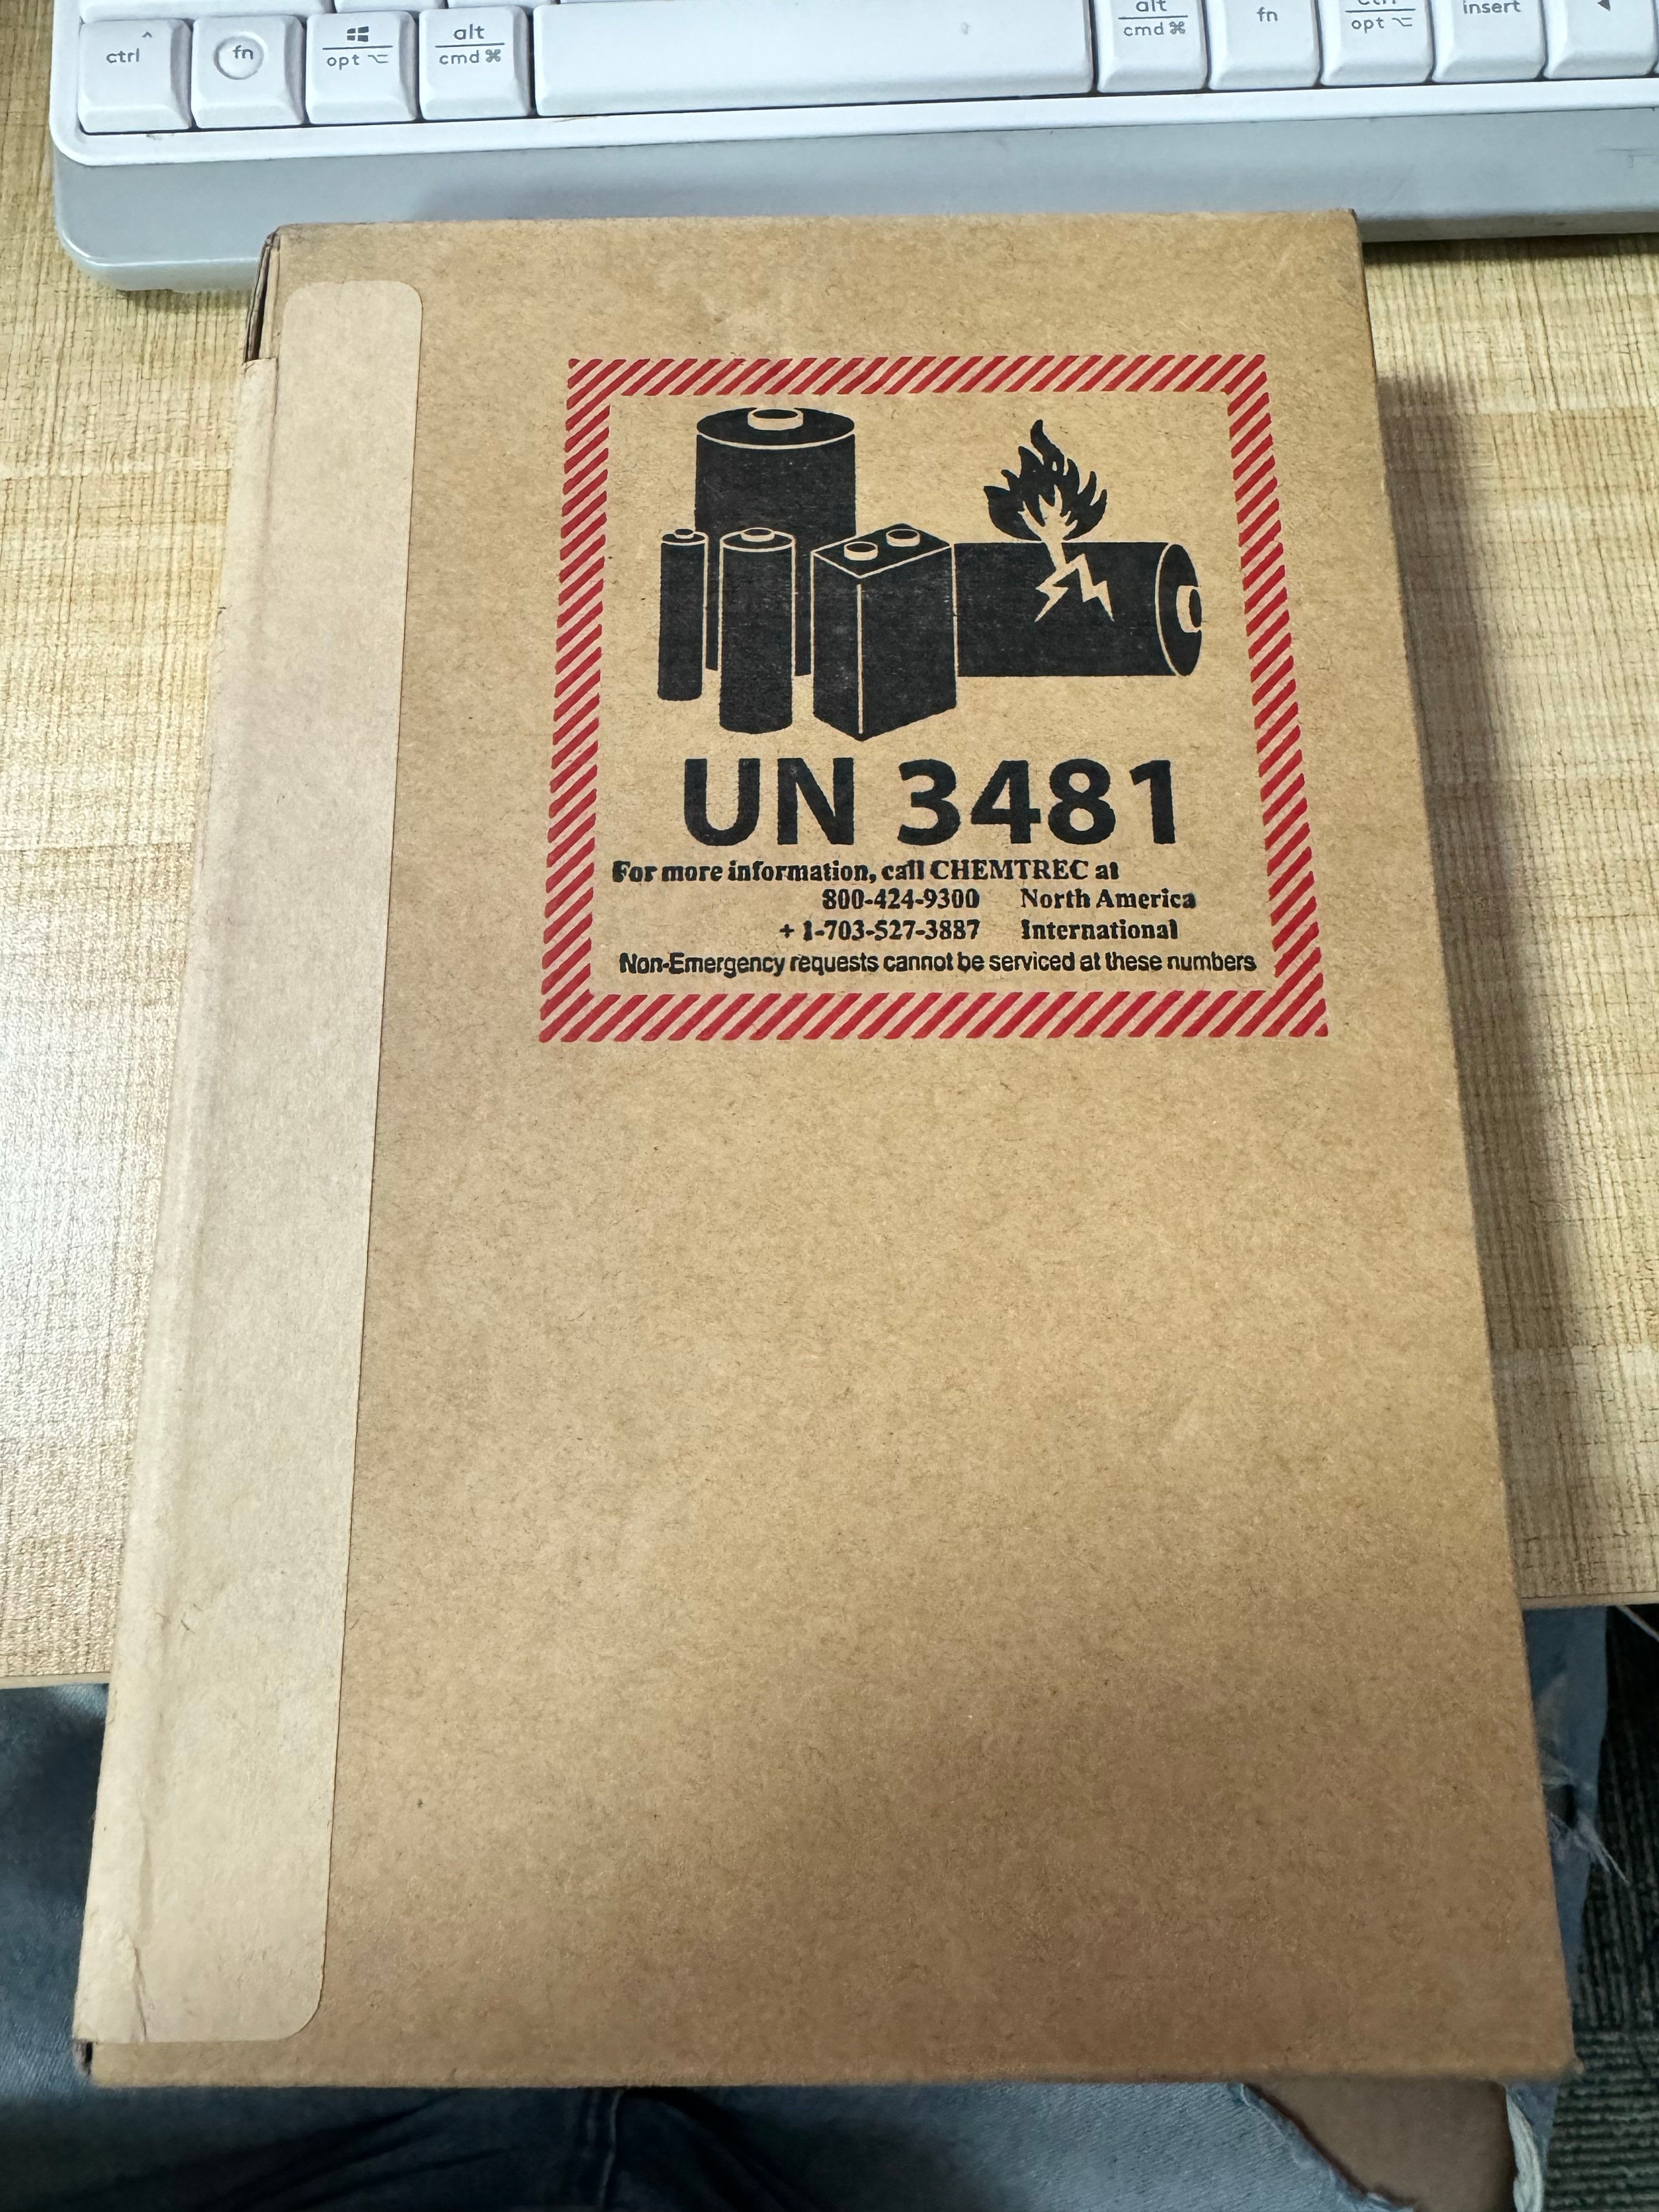 ctrl ^
fn
opt ⌥
alt
cmd ⌘
alt
cmd ⌘
fn
ctrl
opt ⌥
insert
UN 3481
For more information, call CHEMTREC at
800-424-9300 North America
+ 1-703-527-3887 International
Non-Emergency requests cannot be serviced at these numbers